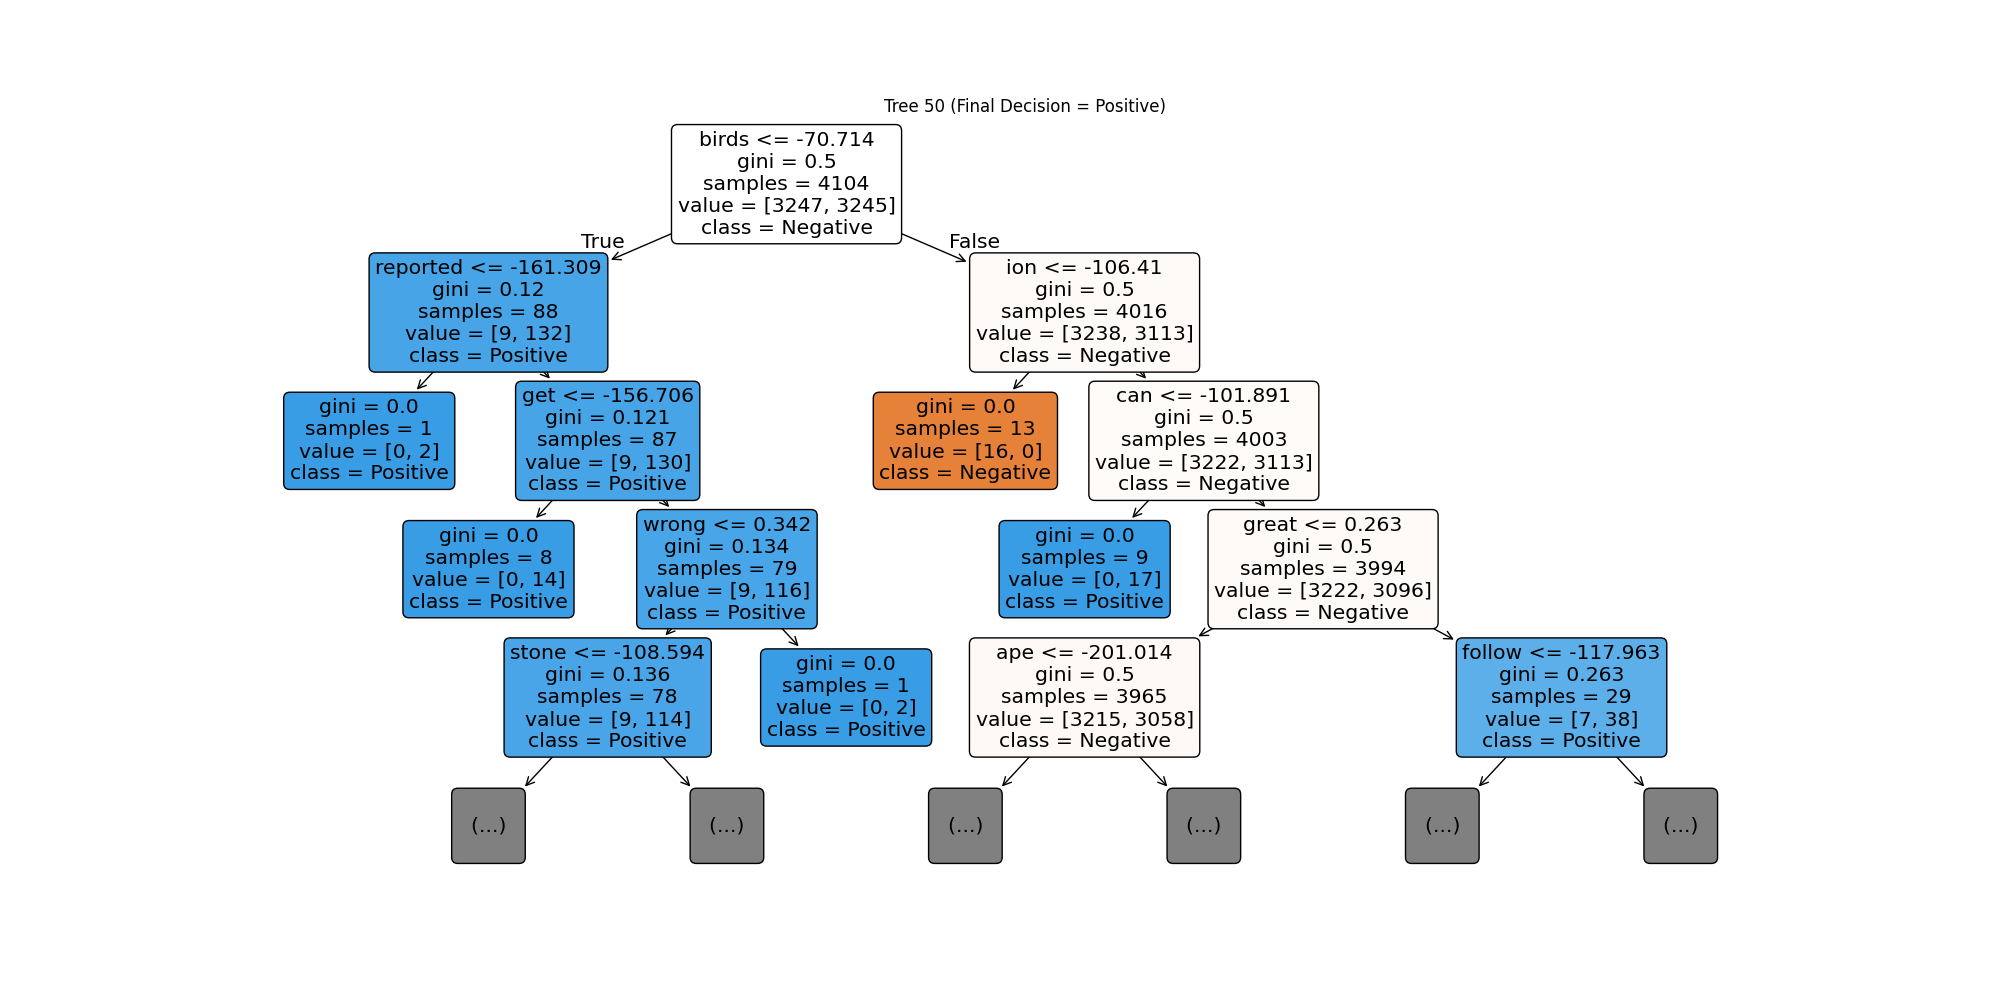 Tree 50 (Final Decision = Positive)
birds <= -70.714
gini = 0.5
samples = 4104
value = [3247, 3245]
class = Negative
True
False
reported <= -161.309
gini = 0.12
samples = 88
value = [9, 132]
class = Positive
ion <= -106.41
gini = 0.5
samples = 4016
value = [3238, 3113]
class = Negative
gini = 0.0
samples = 1
value = [0, 2]
class = Positive
get <= -156.706
gini = 0.121
samples = 87
value = [9, 130]
class = Positive
gini = 0.0
samples = 13
value = [16, 0]
class = Negative
can <= -101.891
gini = 0.5
samples = 4003
value = [3222, 3113]
class = Negative
gini = 0.0
samples = 8
value = [0, 14]
class = Positive
wrong <= 0.342
gini = 0.134
samples = 79
value = [9, 116]
class = Positive
gini = 0.0
samples = 9
value = [0, 17]
class = Positive
great <= 0.263
gini = 0.5
samples = 3994
value = [3222, 3096]
class = Negative
stone <= -108.594
gini = 0.136
samples = 78
value = [9, 114]
class = Positive
gini = 0.0
samples = 1
value = [0, 2]
class = Positive
ape <= -201.014
gini = 0.5
samples = 3965
value = [3215, 3058]
class = Negative
follow <= -117.963
gini = 0.263
samples = 29
value = [7, 38]
class = Positive
(...)
(...)
(...)
(...)
(...)
(...)